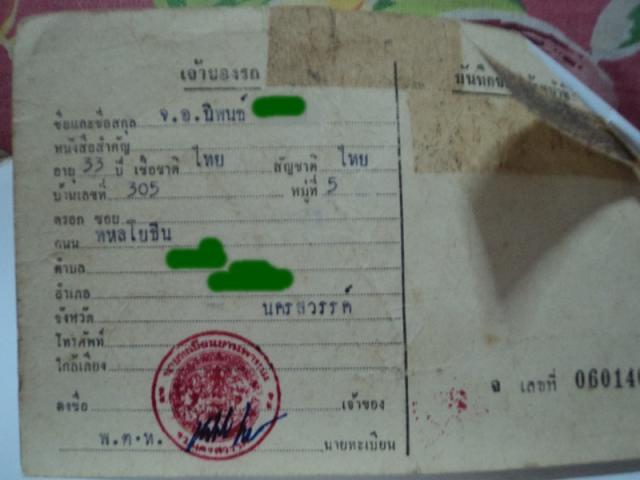 เจ้าของรถ
ชื่อและชื่อสกุล จ.อ.นิพนธ์
หนังสือสำคัญ
อายุ 33 ปี เชื้อชาติ ไทย สัญชาติ ไทย
บ้านเลขที่ 305 หมู่ที่ 5
ตรอก ซอย
ถนน พหลโยธิน
ตำบล
อำเภอ
จังหวัด นครสวรรค์
โทรศัพท์
ใกล้เคียง
ลงชื่อ เจ้าของ
พ.ต.ท. นายทะเบียน
บันทึก
ฉ เลขที่ 06014